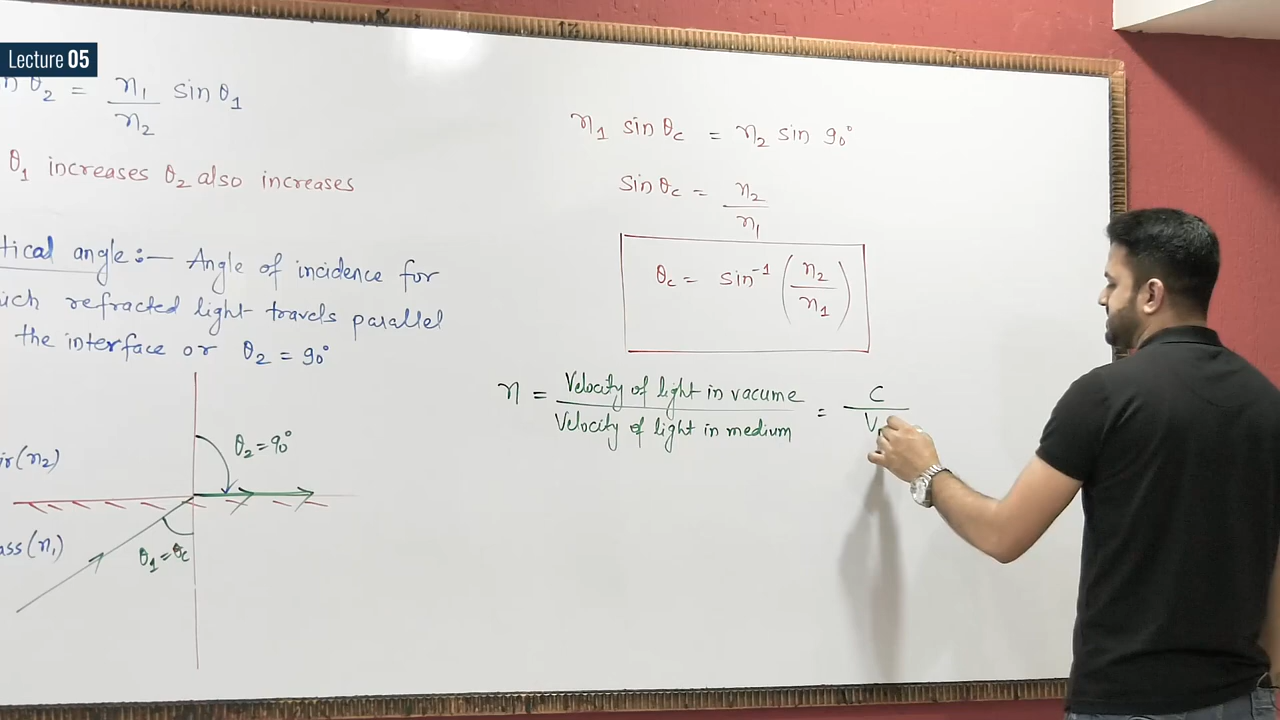 Lecture 05
θ₂ = n₁/n₂ sin θ₁
θ₁ increases θ₂ also increases
tical angle :— Angle of incidence for
ich refracted light travels parallel
the interface or θ₂ = 90°
θ₂ = 90°
ir (n₂)
ass (n₁)
θ₁ = θc
n₁ sin θc = n₂ sin 90°
sin θc = n₂/n₁
θc = sin⁻¹ (n₂/n₁)
n = Velocity of light in vacume / Velocity of light in medium = C / V